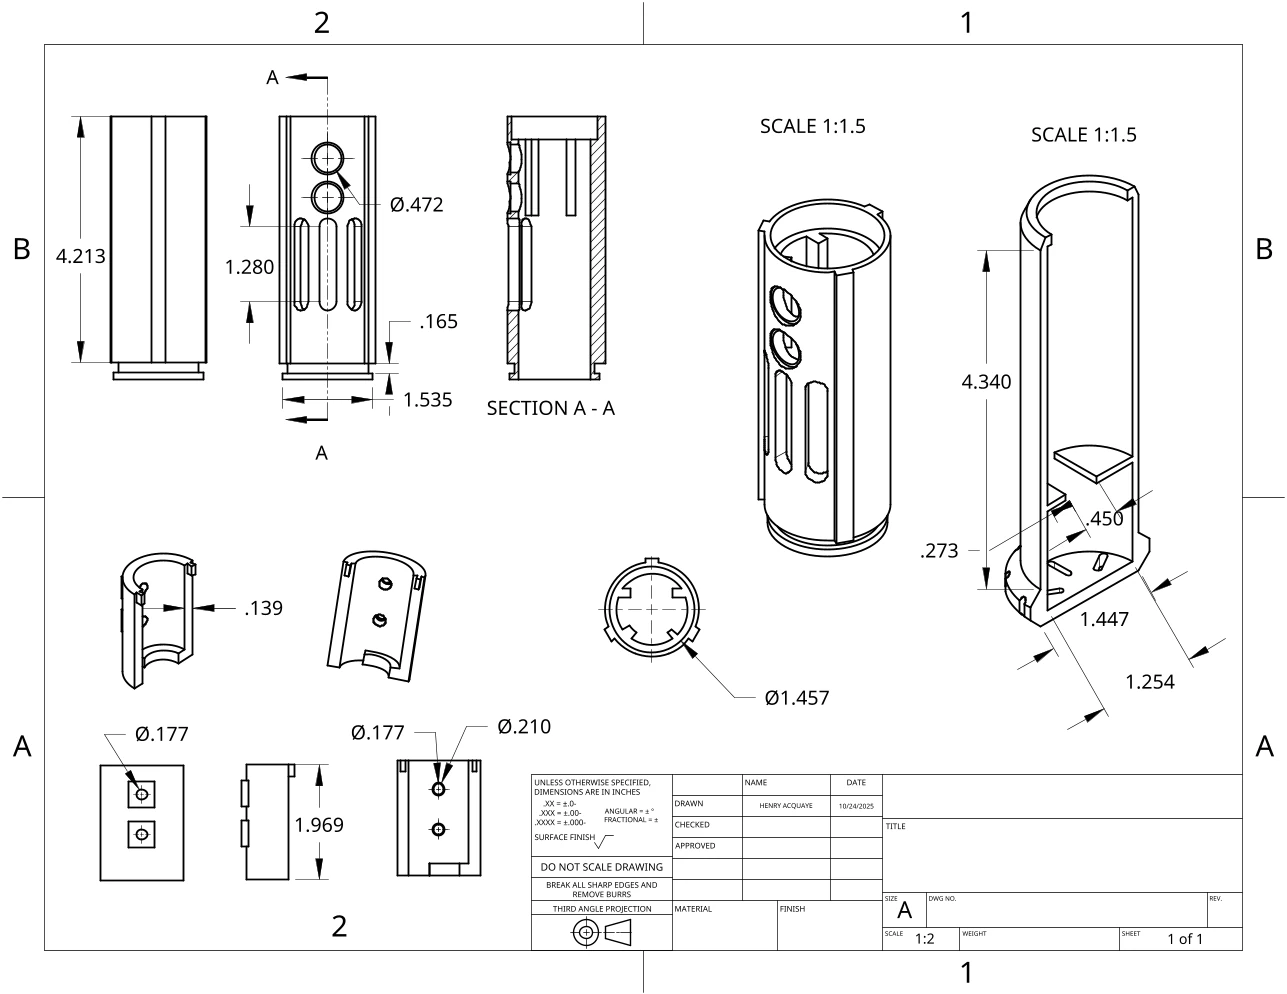 2
1
A
SCALE 1:1.5
SCALE 1:1.5
Ø.472
B
4.213
1.280
B
.165
4.340
1.535
SECTION A - A
A
.450
.273
.139
1.447
1.254
Ø1.457
Ø.177
Ø.177
Ø.210
A
A
1.969
UNLESS OTHERWISE SPECIFIED,
DIMENSIONS ARE IN INCHES
.XX = ±.0-
.XXX = ±.00-
.XXXX = ±.000-
ANGULAR = ± °
FRACTIONAL = ±
SURFACE FINISH
DO NOT SCALE DRAWING
BREAK ALL SHARP EDGES AND
REMOVE BURRS
THIRD ANGLE PROJECTION
NAME
DATE
DRAWN
HENRY ACQUAYE
10/24/2025
CHECKED
APPROVED
MATERIAL
FINISH
TITLE
SIZE
A
DWG NO.
REV.
SCALE
1:2
WEIGHT
SHEET
1 of 1
2
1